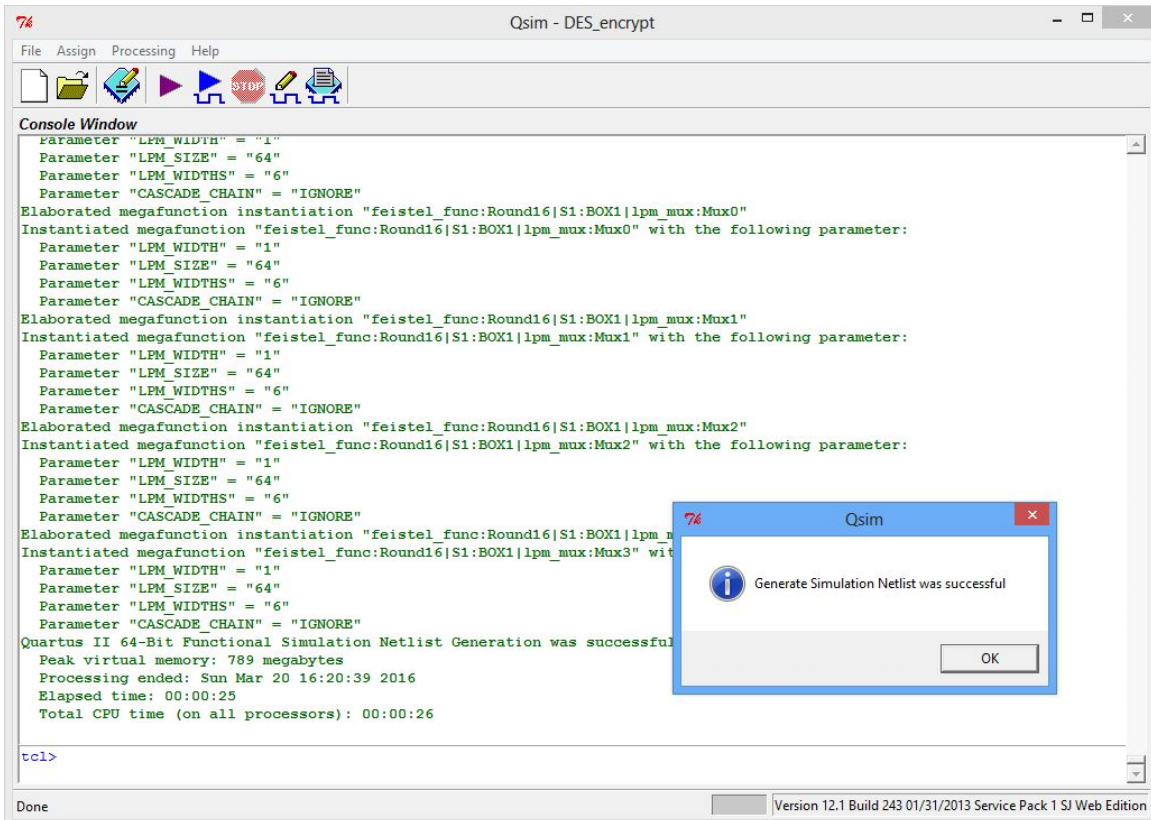 Qsim - DES_encrypt
File Assign Processing Help
STOP
Console Window
Parameter "LPM_WIDTH" = "1"
Parameter "LPM_SIZE" = "64"
Parameter "LPM_WIDTHS" = "6"
Parameter "CASCADE_CHAIN" = "IGNORE"
Elaborated megafunction instantiation "feistel_func:Round16|S1:BOX1|lpm_mux:Mux0"
Instantiated megafunction "feistel_func:Round16|S1:BOX1|lpm_mux:Mux0" with the following parameter:
Parameter "LPM_WIDTH" = "1"
Parameter "LPM_SIZE" = "64"
Parameter "LPM_WIDTHS" = "6"
Parameter "CASCADE_CHAIN" = "IGNORE"
Elaborated megafunction instantiation "feistel_func:Round16|S1:BOX1|lpm_mux:Mux1"
Instantiated megafunction "feistel_func:Round16|S1:BOX1|lpm_mux:Mux1" with the following parameter:
Parameter "LPM_WIDTH" = "1"
Parameter "LPM_SIZE" = "64"
Parameter "LPM_WIDTHS" = "6"
Parameter "CASCADE_CHAIN" = "IGNORE"
Elaborated megafunction instantiation "feistel_func:Round16|S1:BOX1|lpm_mux:Mux2"
Instantiated megafunction "feistel_func:Round16|S1:BOX1|lpm_mux:Mux2" with the following parameter:
Parameter "LPM_WIDTH" = "1"
Parameter "LPM_SIZE" = "64"
Parameter "LPM_WIDTHS" = "6"
Parameter "CASCADE_CHAIN" = "IGNORE"
Elaborated megafunction instantiation "feistel_func:Round16|S1:BOX1|lpm_m
Instantiated megafunction "feistel_func:Round16|S1:BOX1|lpm_mux:Mux3" wit
Parameter "LPM_WIDTH" = "1"
Parameter "LPM_SIZE" = "64"
Parameter "LPM_WIDTHS" = "6"
Parameter "CASCADE_CHAIN" = "IGNORE"
Quartus II 64-Bit Functional Simulation Netlist Generation was successful
Peak virtual memory: 789 megabytes
Processing ended: Sun Mar 20 16:20:39 2016
Elapsed time: 00:00:25
Total CPU time (on all processors): 00:00:26
tcl>
Qsim
Generate Simulation Netlist was successful
OK
Done
Version 12.1 Build 243 01/31/2013 Service Pack 1 SJ Web Edition